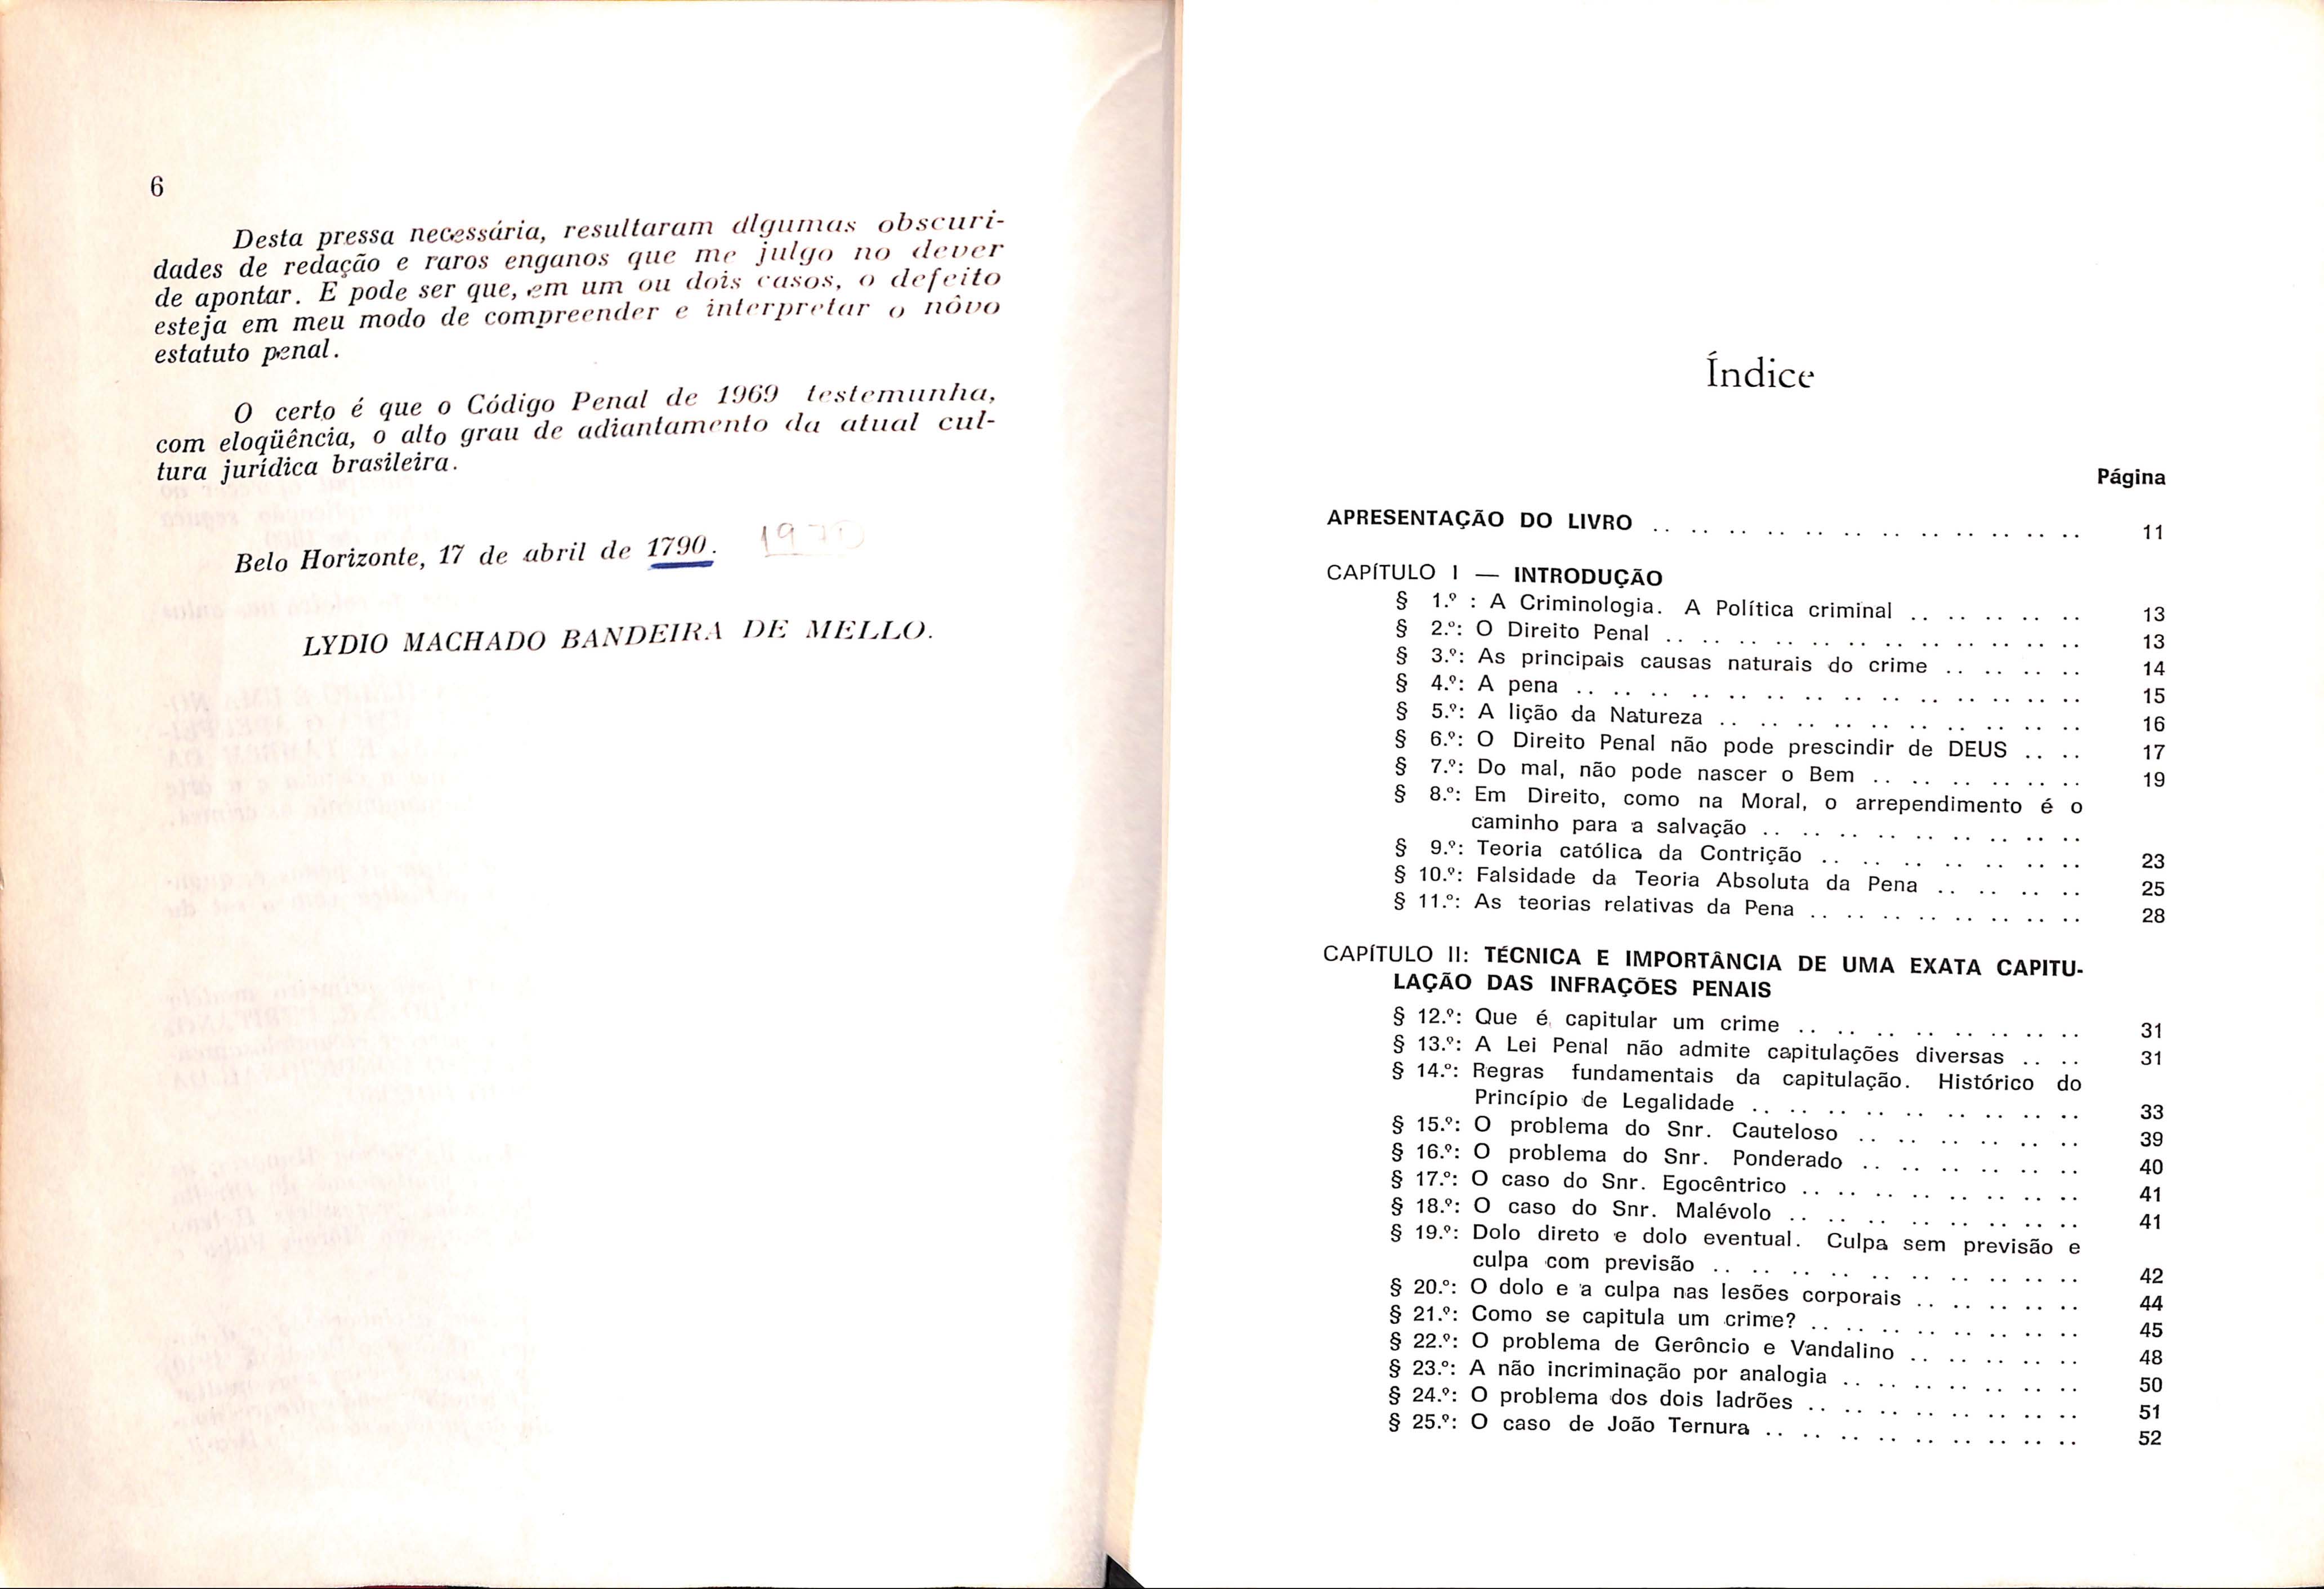 6
Desta pressa necessária, resultaram algumas obscuri-
dades de redação e raros enganos que me julgo no dever
de apontar. E pode ser que, em um ou dois casos, o defeito
esteja em meu modo de compreender e interpretar o nôvo
estatuto penal.
O certo é que o Código Penal de 1969 testemunha,
com eloqüência, o alto grau de adiantamento da atual cul-
tura jurídica brasileira.
Belo Horizonte, 17 de abril de 1790. 1970
LYDIO MACHADO BANDEIRA DE MELLO.
Índice
Página
APRESENTAÇÃO DO LIVRO .. .. .. .. .. .. .. .. .. .. .. .. 11
CAPÍTULO I — INTRODUÇÃO
§ 1.º : A Criminologia. A Política criminal .. .. .. .. .. 13
§ 2.º: O Direito Penal .. .. .. .. .. .. .. .. .. .. .. 13
§ 3.º: As principais causas naturais do crime .. .. .. .. 14
§ 4.º: A pena .. .. .. .. .. .. .. .. .. .. .. .. .. .. 15
§ 5.º: A lição da Natureza .. .. .. .. .. .. .. .. .. .. 16
§ 6.º: O Direito Penal não pode prescindir de DEUS .. .. 17
§ 7.º: Do mal, não pode nascer o Bem .. .. .. .. .. .. 19
§ 8.º: Em Direito, como na Moral, o arrependimento é o
caminho para a salvação .. .. .. .. .. .. .. .. ..
§ 9.º: Teoria católica da Contrição .. .. .. .. .. .. .. 23
§ 10.º: Falsidade da Teoria Absoluta da Pena .. .. .. .. 25
§ 11.º: As teorias relativas da Pena .. .. .. .. .. .. .. .. 28
CAPÍTULO II: TÉCNICA E IMPORTÂNCIA DE UMA EXATA CAPITU-
LAÇÃO DAS INFRAÇÕES PENAIS
§ 12.º: Que é capitular um crime .. .. .. .. .. .. .. .. 31
§ 13.º: A Lei Penal não admite capitulações diversas .. .. 31
§ 14.º: Regras fundamentais da capitulação. Histórico do
Princípio de Legalidade .. .. .. .. .. .. .. .. .. 33
§ 15.º: O problema do Snr. Cauteloso .. .. .. .. .. .. 39
§ 16.º: O problema do Snr. Ponderado .. .. .. .. .. .. 40
§ 17.º: O caso do Snr. Egocêntrico .. .. .. .. .. .. .. .. 41
§ 18.º: O caso do Snr. Malévolo .. .. .. .. .. .. .. .. 41
§ 19.º: Dolo direto e dolo eventual. Culpa sem previsão e
culpa com previsão .. .. .. .. .. .. .. .. .. .. 42
§ 20.º: O dolo e a culpa nas lesões corporais .. .. .. .. .. 44
§ 21.º: Como se capitula um crime? .. .. .. .. .. .. .. .. 45
§ 22.º: O problema de Gerôncio e Vandalino .. .. .. .. .. 48
§ 23.º: A não incriminação por analogia .. .. .. .. .. .. .. 50
§ 24.º: O problema dos dois ladrões .. .. .. .. .. .. .. .. 51
§ 25.º: O caso de João Ternura .. .. .. .. .. .. .. .. .. 52